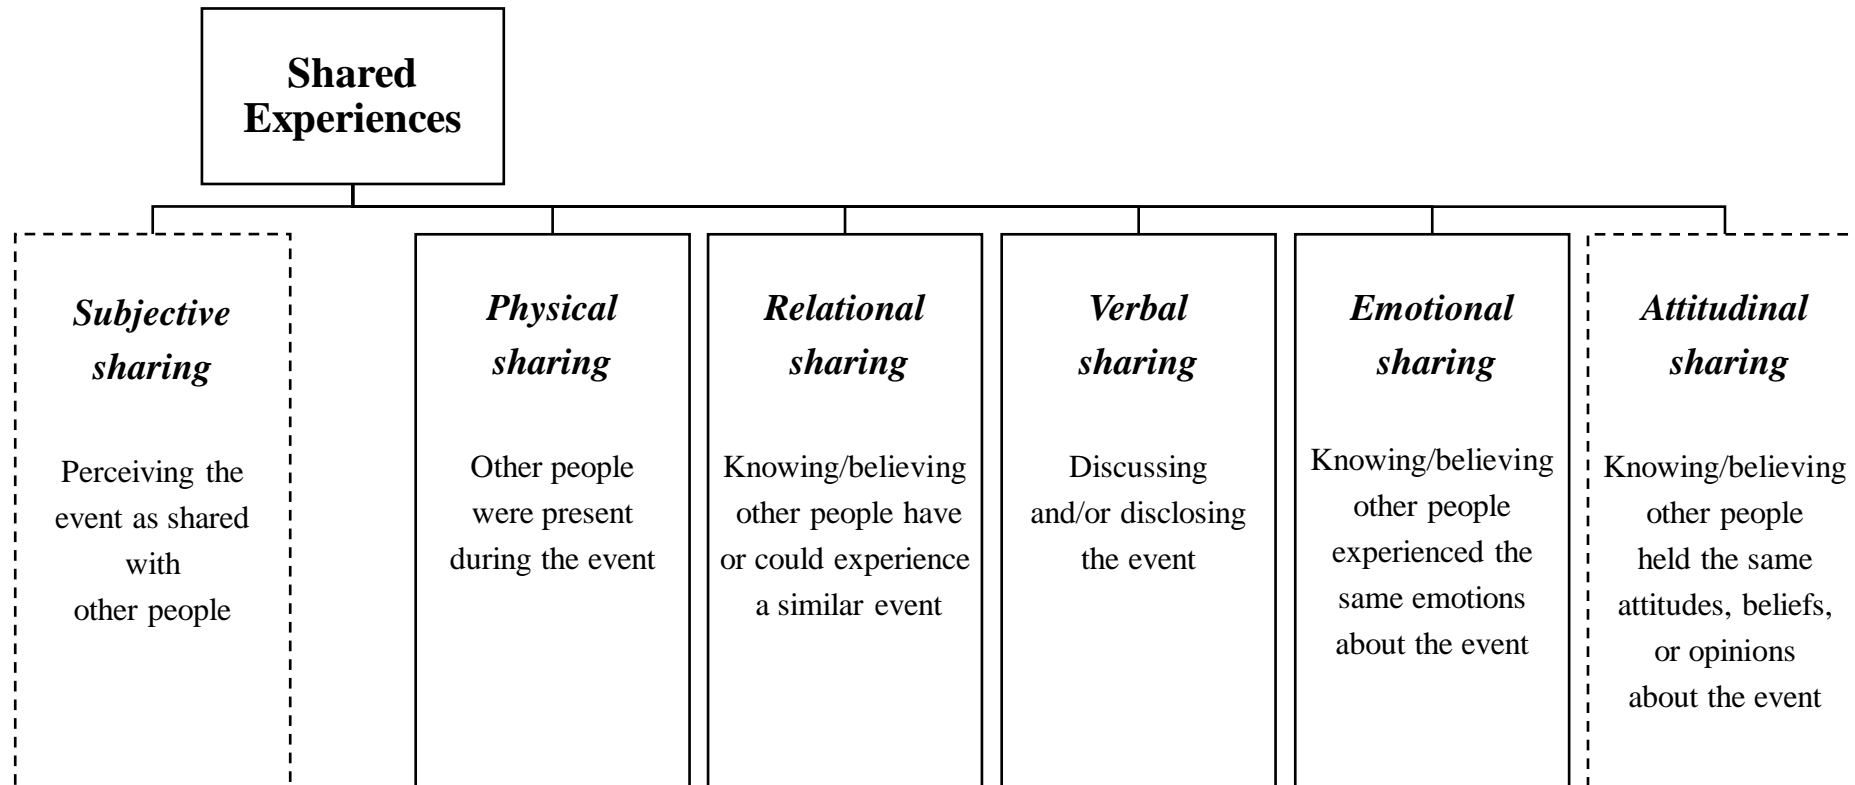 Shared
Experiences
Subjective
sharing
Perceiving the
event as shared
with
other people
Physical
sharing
Other people
were present
during the event
Relational
sharing
Knowing/believing
other people have
or could experience
a similar event
Verbal
sharing
Discussing
and/or disclosing
the event
Emotional
sharing
Knowing/believing
other people
experienced the
same emotions
about the event
Attitudinal
sharing
Knowing/believing
other people
held the same
attitudes, beliefs,
or opinions
about the event